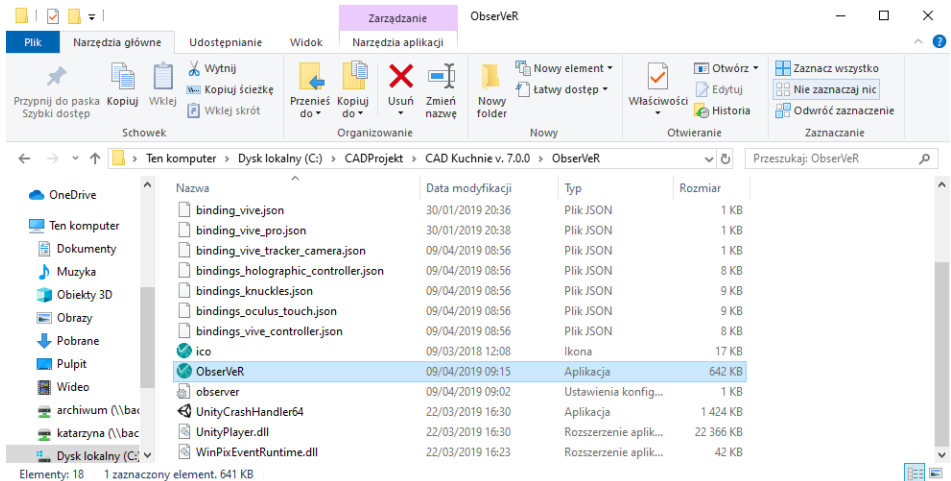 Zarządzanie
ObserVeR
Plik
Narzędzia główne
Udostępnianie
Widok
Narzędzia aplikacji
Przypnij do paska Szybki dostęp
Kopiuj
Wklej
Wytnij
Kopiuj ścieżkę
Wklej skrót
Schowek
Przenieś do
Kopiuj do
Usuń
Zmień nazwę
Organizowanie
Nowy folder
Nowy element
Łatwy dostęp
Nowy
Właściwości
Otwórz
Edytuj
Historia
Otwieranie
Zaznacz wszystko
Nie zaznaczaj nic
Odwróć zaznaczenie
Zaznaczanie
Ten komputer > Dysk lokalny (C:) > CADProjekt > CAD Kuchnie v. 7.0.0 > ObserVeR
Przeszukaj: ObserVeR
OneDrive
Ten komputer
Dokumenty
Muzyka
Obiekty 3D
Obrazy
Pobrane
Pulpit
Wideo
archiwum (\\bac
katarzyna (\\bac
Dysk lokalny (C:)
Nazwa Data modyfikacji Typ Rozmiar
binding_vive.json 30/01/2019 20:36 Plik JSON 1 KB
binding_vive_pro.json 30/01/2019 20:38 Plik JSON 1 KB
binding_vive_tracker_camera.json 09/04/2019 08:56 Plik JSON 1 KB
bindings_holographic_controller.json 09/04/2019 08:56 Plik JSON 8 KB
bindings_knuckles.json 09/04/2019 08:56 Plik JSON 9 KB
bindings_oculus_touch.json 09/04/2019 08:56 Plik JSON 9 KB
bindings_vive_controller.json 09/04/2019 08:56 Plik JSON 8 KB
ico 09/03/2018 12:08 Ikona 17 KB
ObserVeR 09/04/2019 09:15 Aplikacja 642 KB
observer 09/04/2019 09:02 Ustawienia konfig... 1 KB
UnityCrashHandler64 22/03/2019 16:30 Aplikacja 1 424 KB
UnityPlayer.dll 22/03/2019 16:30 Rozszerzenie aplik... 22 366 KB
WinPixEventRuntime.dll 22/03/2019 16:23 Rozszerzenie aplik... 42 KB
Elementy: 18
1 zaznaczony element. 641 KB